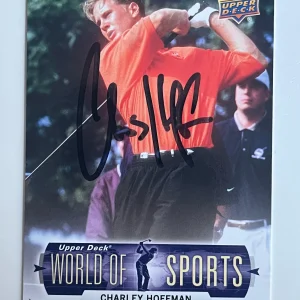 UPPER DECK
Upper Deck®
WORLD OF SPORTS
CHARLEY HOFFMAN